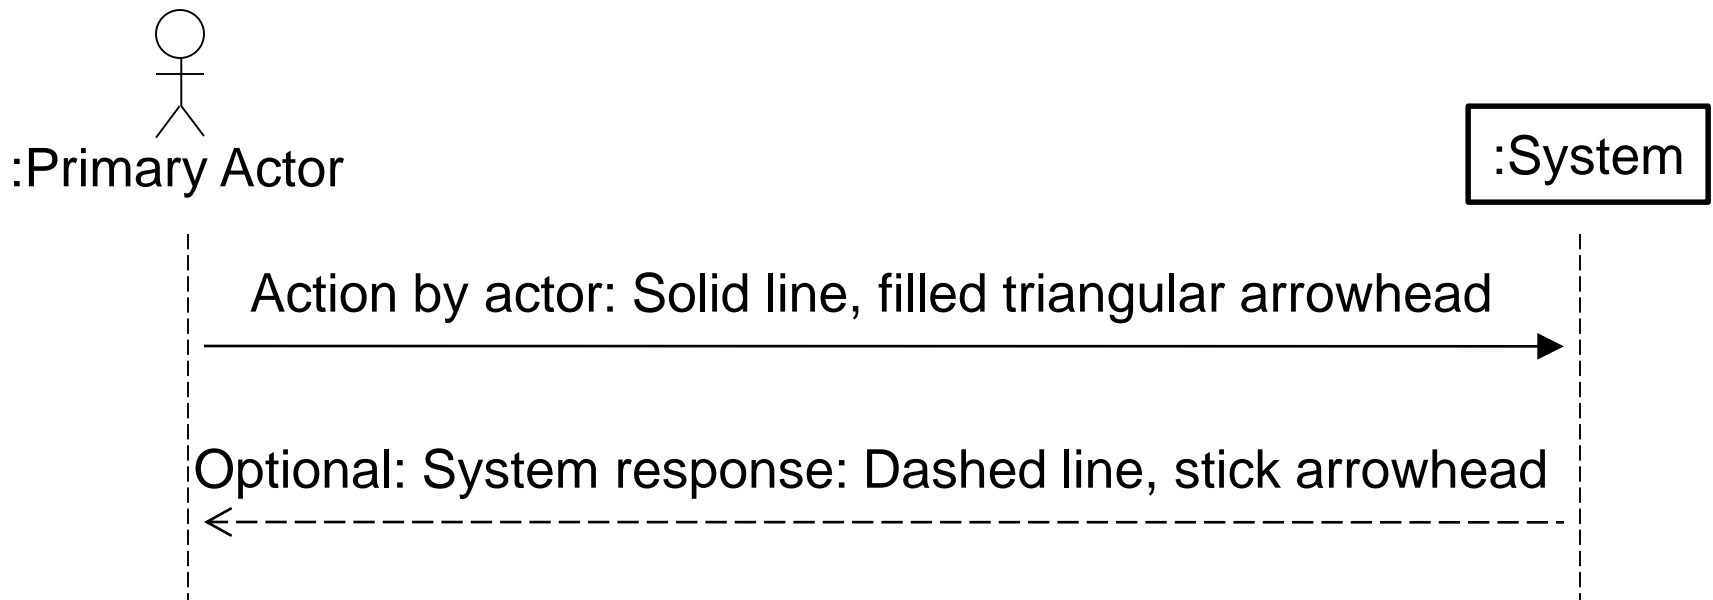 :Primary Actor
:System
Action by actor: Solid line, filled triangular arrowhead
Optional: System response: Dashed line, stick arrowhead